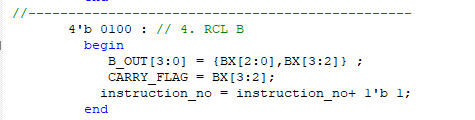 //------------------------------------------------
4'b 0100 : // 4. RCL B
begin
B_OUT[3:0] = {BX[2:0],BX[3:2]} ;
CARRY_FLAG = BX[3:2];
instruction_no = instruction_no+ 1'b 1;
end